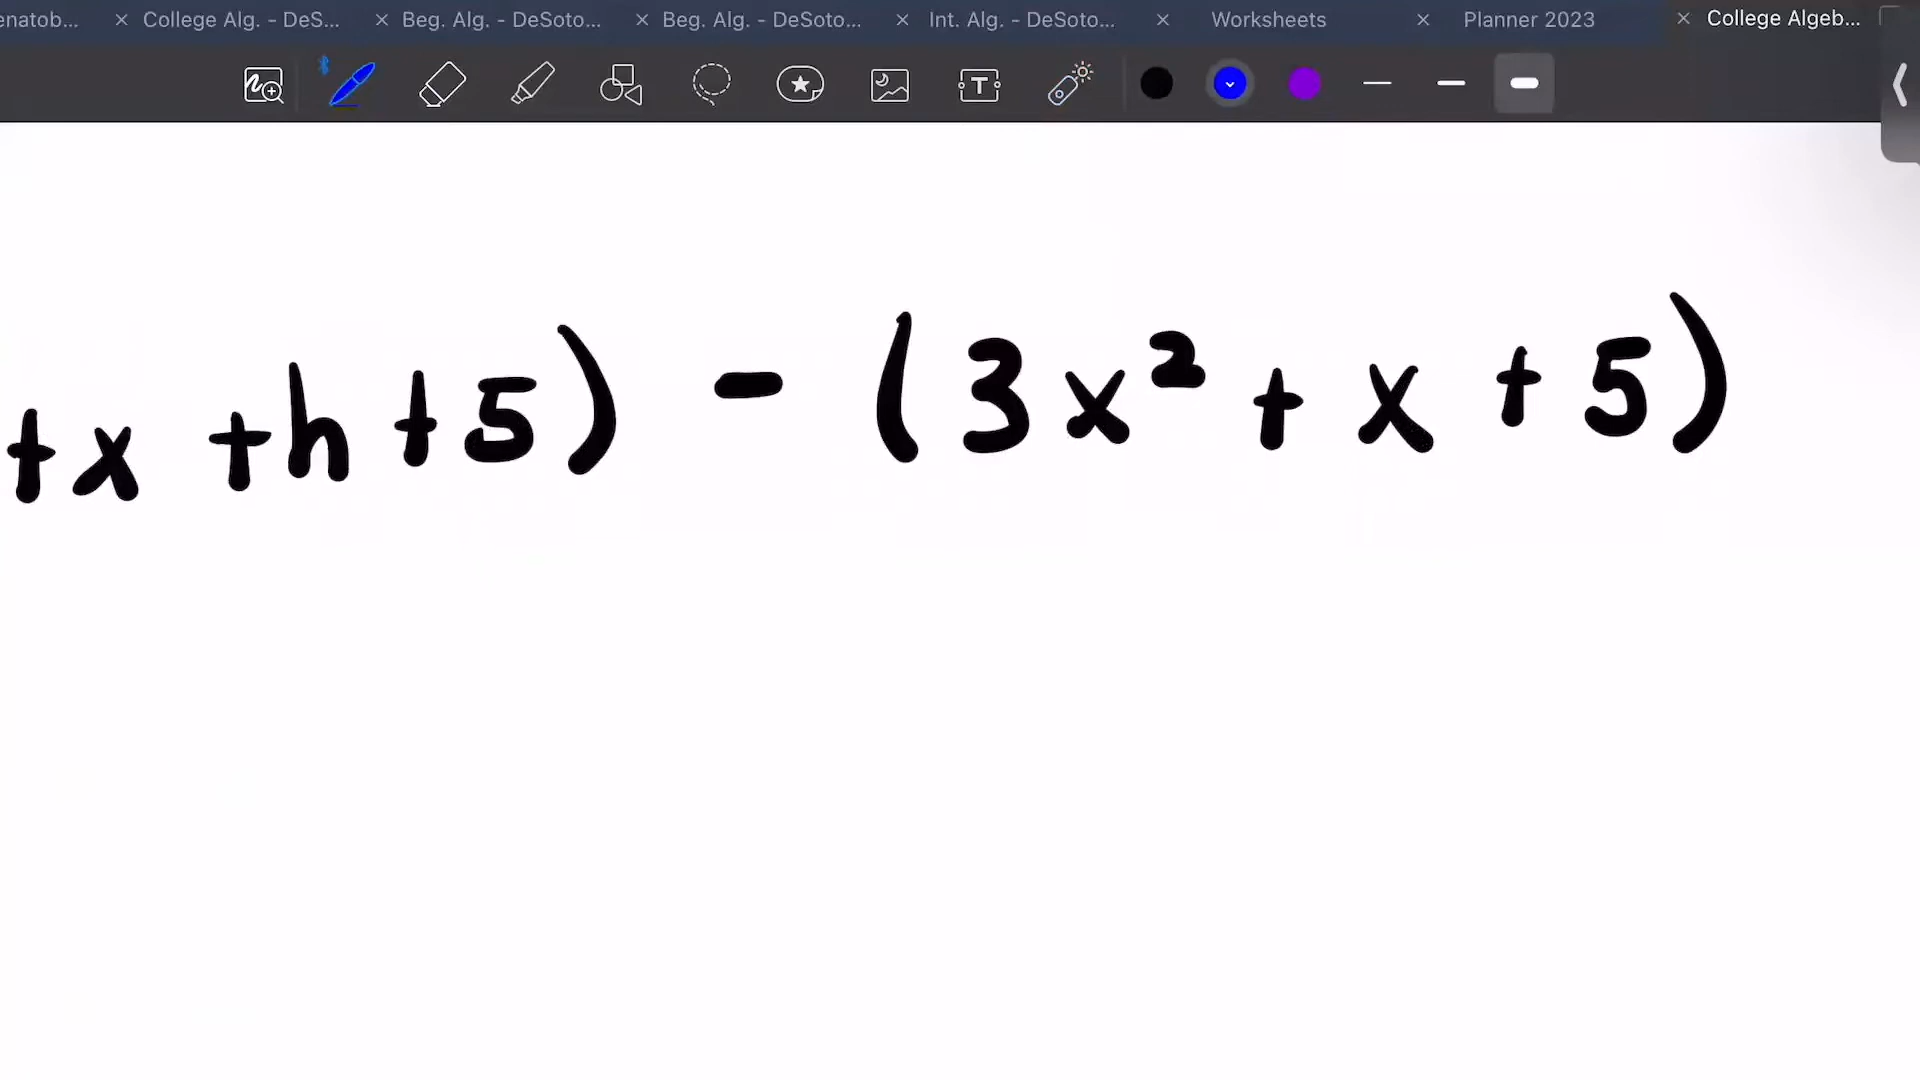 enatob... × College Alg. - DeS... × Beg. Alg. - DeSoto... × Beg. Alg. - DeSoto... × Int. Alg. - DeSoto... × Worksheets × Planner 2023 × College Algeb...
+x +h +5) - (3x² + x + 5)